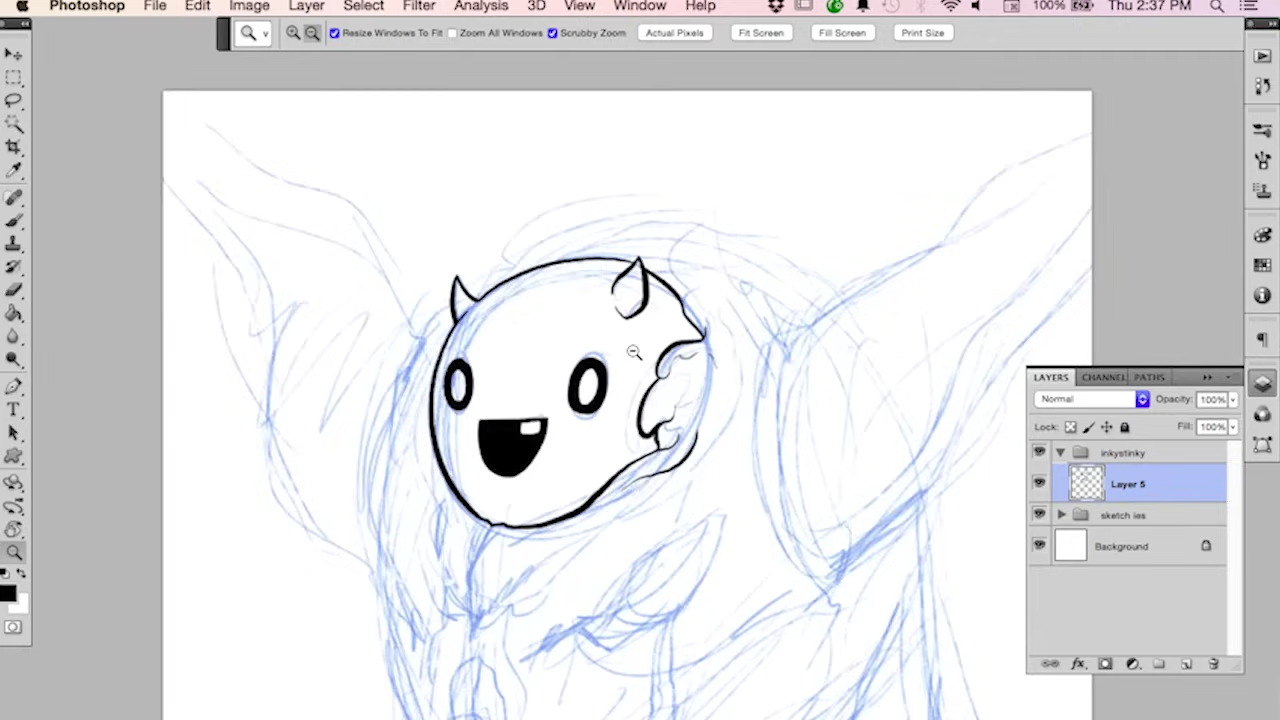 Photoshop File Edit Image Layer Select Filter Analysis 3D View Window Help 100% Thu 2:37 PM
Resize Windows To Fit Zoom All Windows Scrubby Zoom Actual Pixels Fit Screen Fill Screen Print Size
LAYERS CHANNEL PATHS
Normal Opacity: 100%
Lock: Fill: 100%
inkystinky
Layer 5
sketch ies
Background